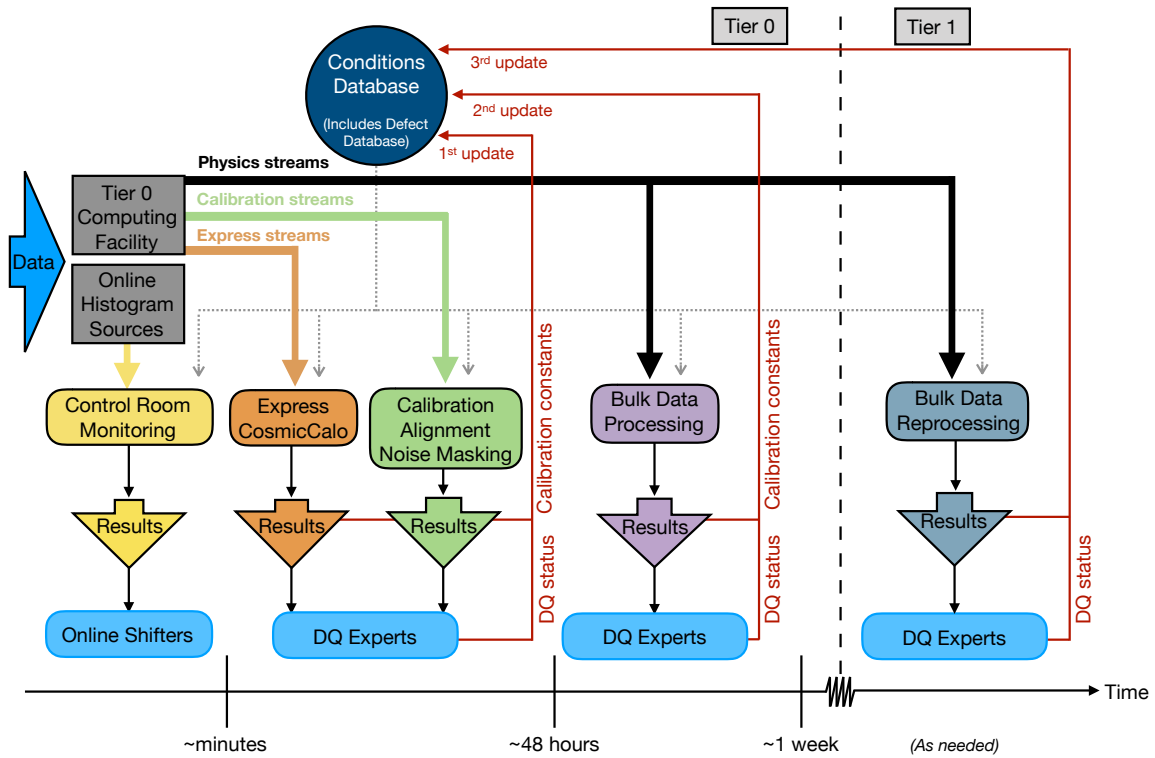 Tier 0
Tier 1
Conditions
Database
(Includes Defect
Database)
3rd update
2nd update
1st update
Physics streams
Calibration streams
Express streams
Data
Tier 0
Computing
Facility
Online
Histogram
Sources
Control Room
Monitoring
Express
CosmicCalo
Calibration
Alignment
Noise Masking
Bulk Data
Processing
Bulk Data
Reprocessing
Calibration constants
Calibration constants
Results
Results
Results
Results
Results
DQ status
DQ status
DQ status
Online Shifters
DQ Experts
DQ Experts
DQ Experts
Time
~minutes
~48 hours
~1 week
(As needed)